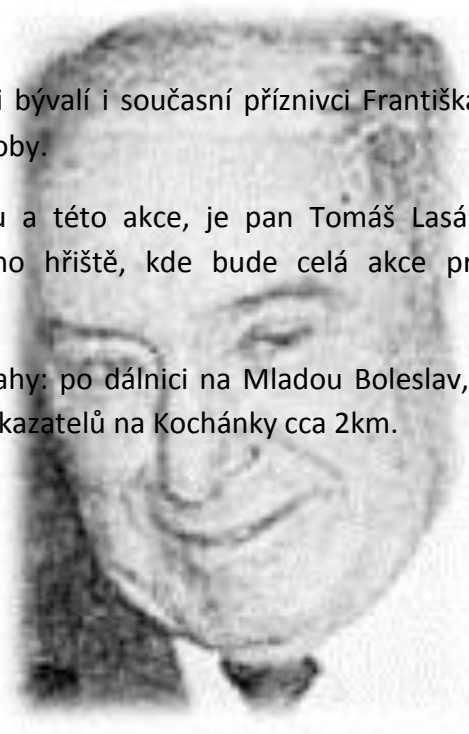 i bývalí i současní příznivci Františka
oby.
u a této akce, je pan Tomáš Lasá
no hřiště, kde bude celá akce pr
ahy: po dálnici na Mladou Boleslav,
kazatelů na Kochánky cca 2km.